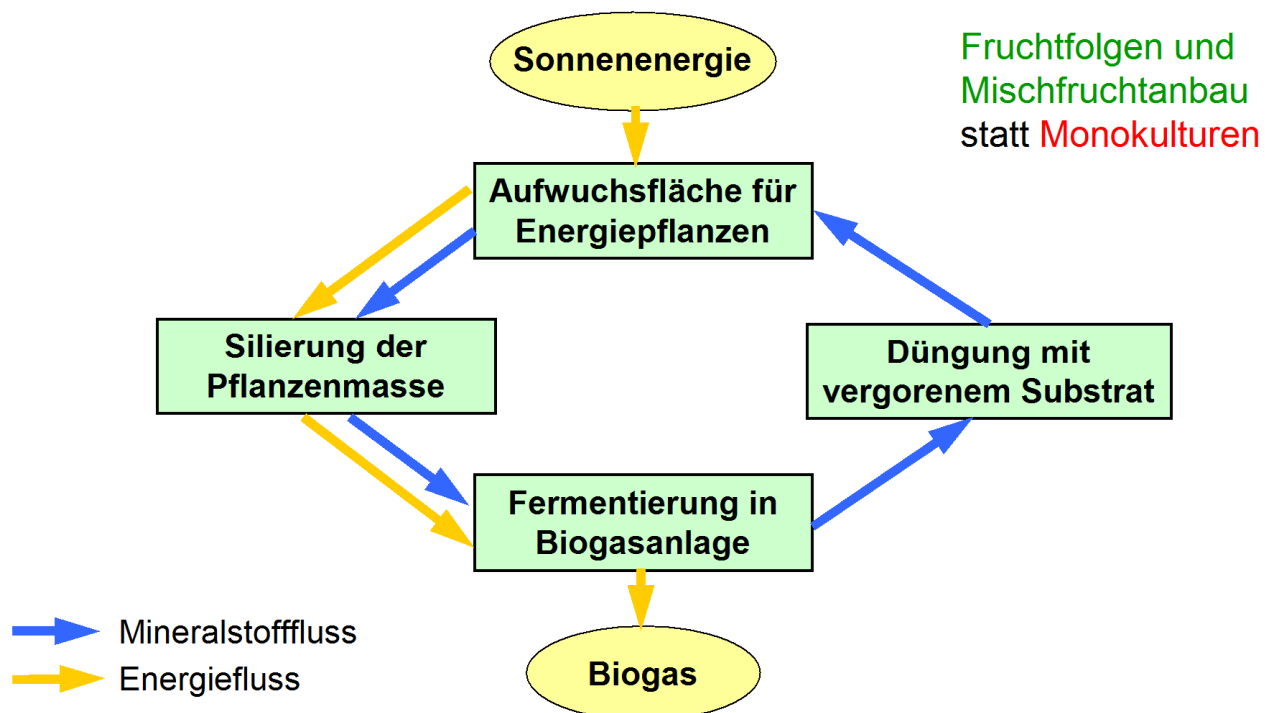 Sonnenenergie
Fruchtfolgen und
Mischfruchtanbau
statt Monokulturen
Aufwuchsfläche für
Energiepflanzen
Silierung der
Pflanzenmasse
Düngung mit
vergorenem Substrat
Fermentierung in
Biogasanlage
Mineralstofffluss
Energiefluss
Biogas